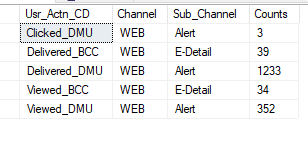 Usr_Actn_CD Channel Sub_Channel Counts
Clicked_DMU WEB Alert 3
Delivered_BCC WEB E-Detail 39
Delivered_DMU WEB Alert 1233
Viewed_BCC WEB E-Detail 34
Viewed_DMU WEB Alert 352